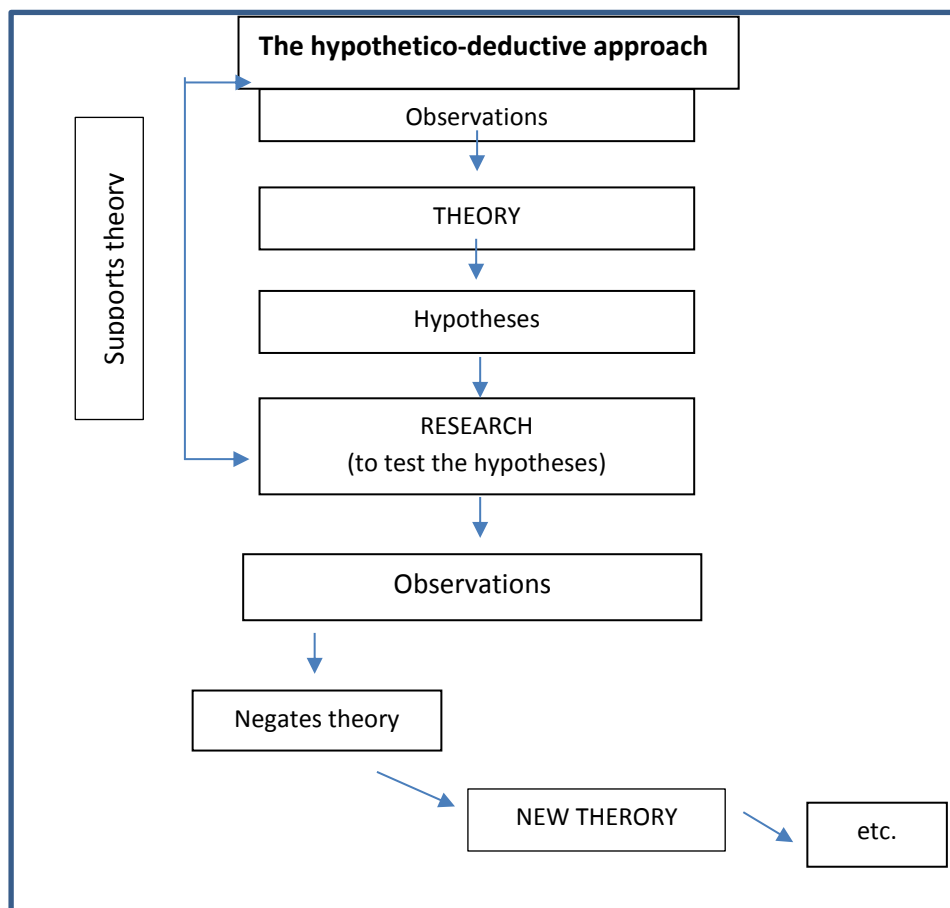 The hypothetico-deductive approach
Observations
THEORY
Supports theory
Hypotheses
RESEARCH
(to test the hypotheses)
Observations
Negates theory
NEW THERORY
etc.